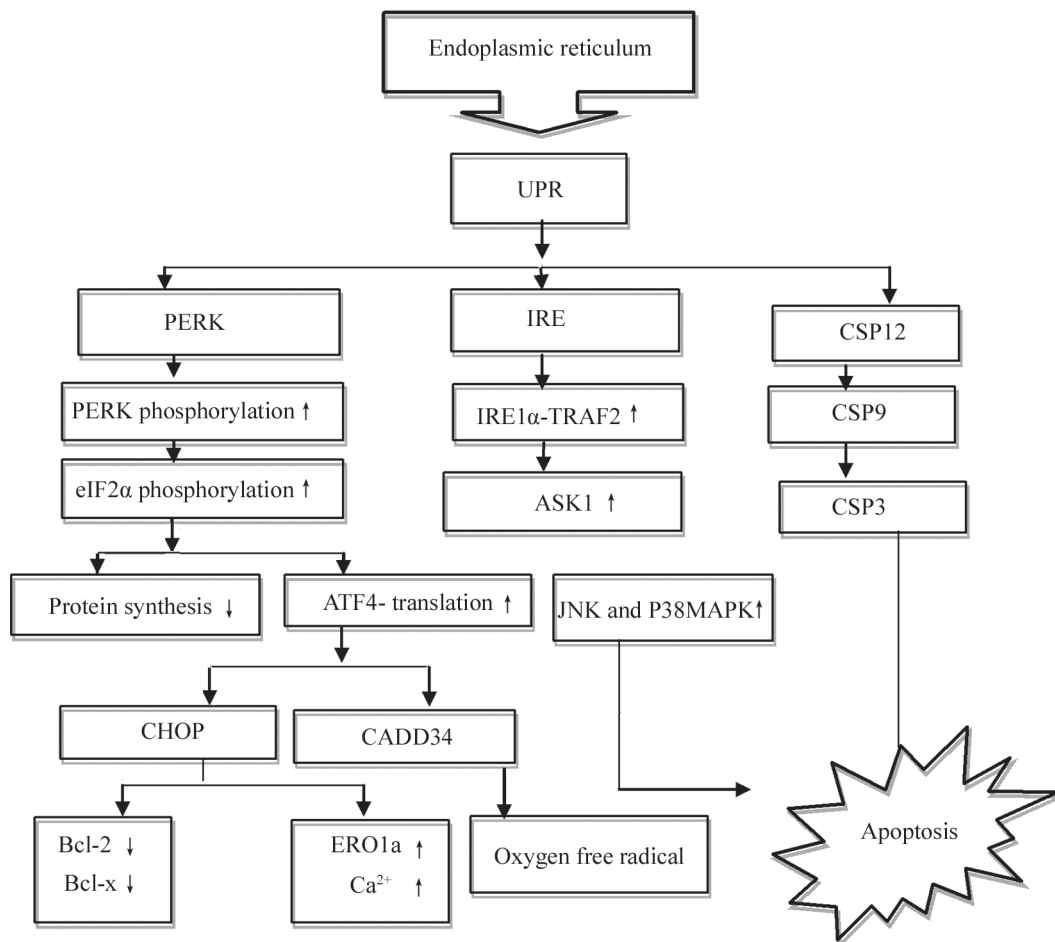 Endoplasmic reticulum
UPR
PERK
IRE
CSP12
PERK phosphorylation ↑
IRE1α-TRAF2 ↑
CSP9
eIF2α phosphorylation ↑
ASK1 ↑
CSP3
Protein synthesis ↓
ATF4- translation ↑
JNK and P38MAPK↑
CHOP
CADD34
Bcl-2 ↓
Bcl-x ↓
ERO1a ↑
Ca²⁺ ↑
Oxygen free radical
Apoptosis